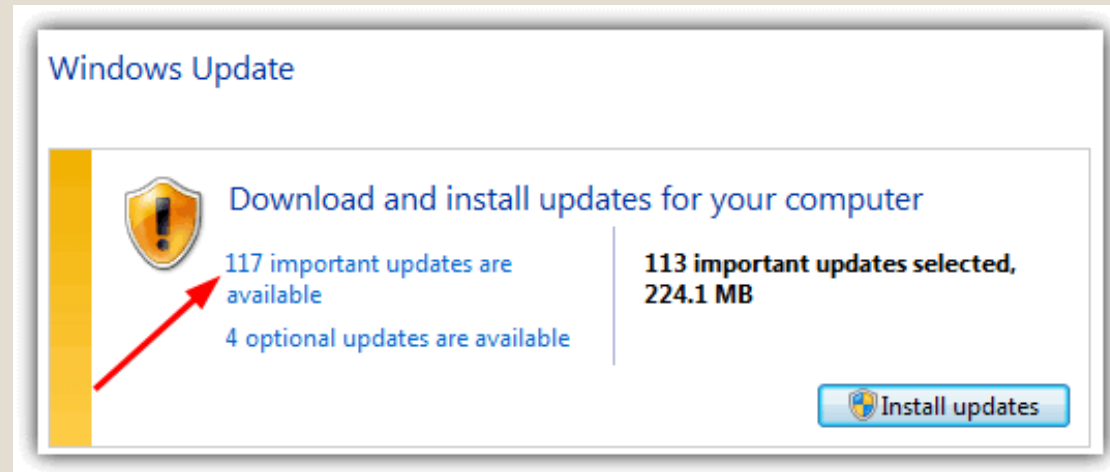 Windows Update
Download and install updates for your computer
117 important updates are
available
4 optional updates are available
113 important updates selected,
224.1 MB
Install updates